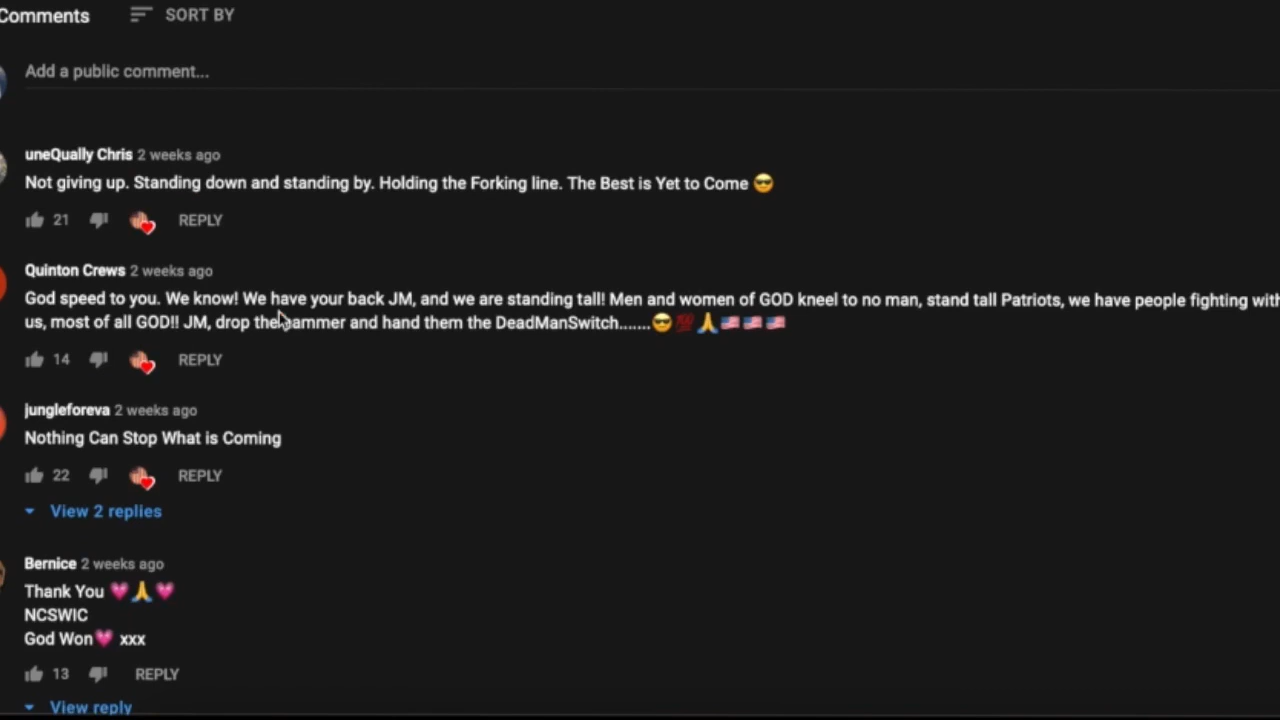 Comments SORT BY
Add a public comment...
uneQually Chris 2 weeks ago
Not giving up. Standing down and standing by. Holding the Forking line. The Best is Yet to Come 😎
21 REPLY
Quinton Crews 2 weeks ago
God speed to you. We know! We have your back JM, and we are standing tall! Men and women of GOD kneel to no man, stand tall Patriots, we have people fighting with
us, most of all GOD!! JM, drop the hammer and hand them the DeadManSwitch.......😎💯🙏🇺🇸🇺🇸🇺🇸
14 REPLY
jungleforeva 2 weeks ago
Nothing Can Stop What is Coming
22 REPLY
View 2 replies
Bernice 2 weeks ago
Thank You 💗🙏💗
NCSWIC
God Won💗 xxx
13 REPLY
View reply